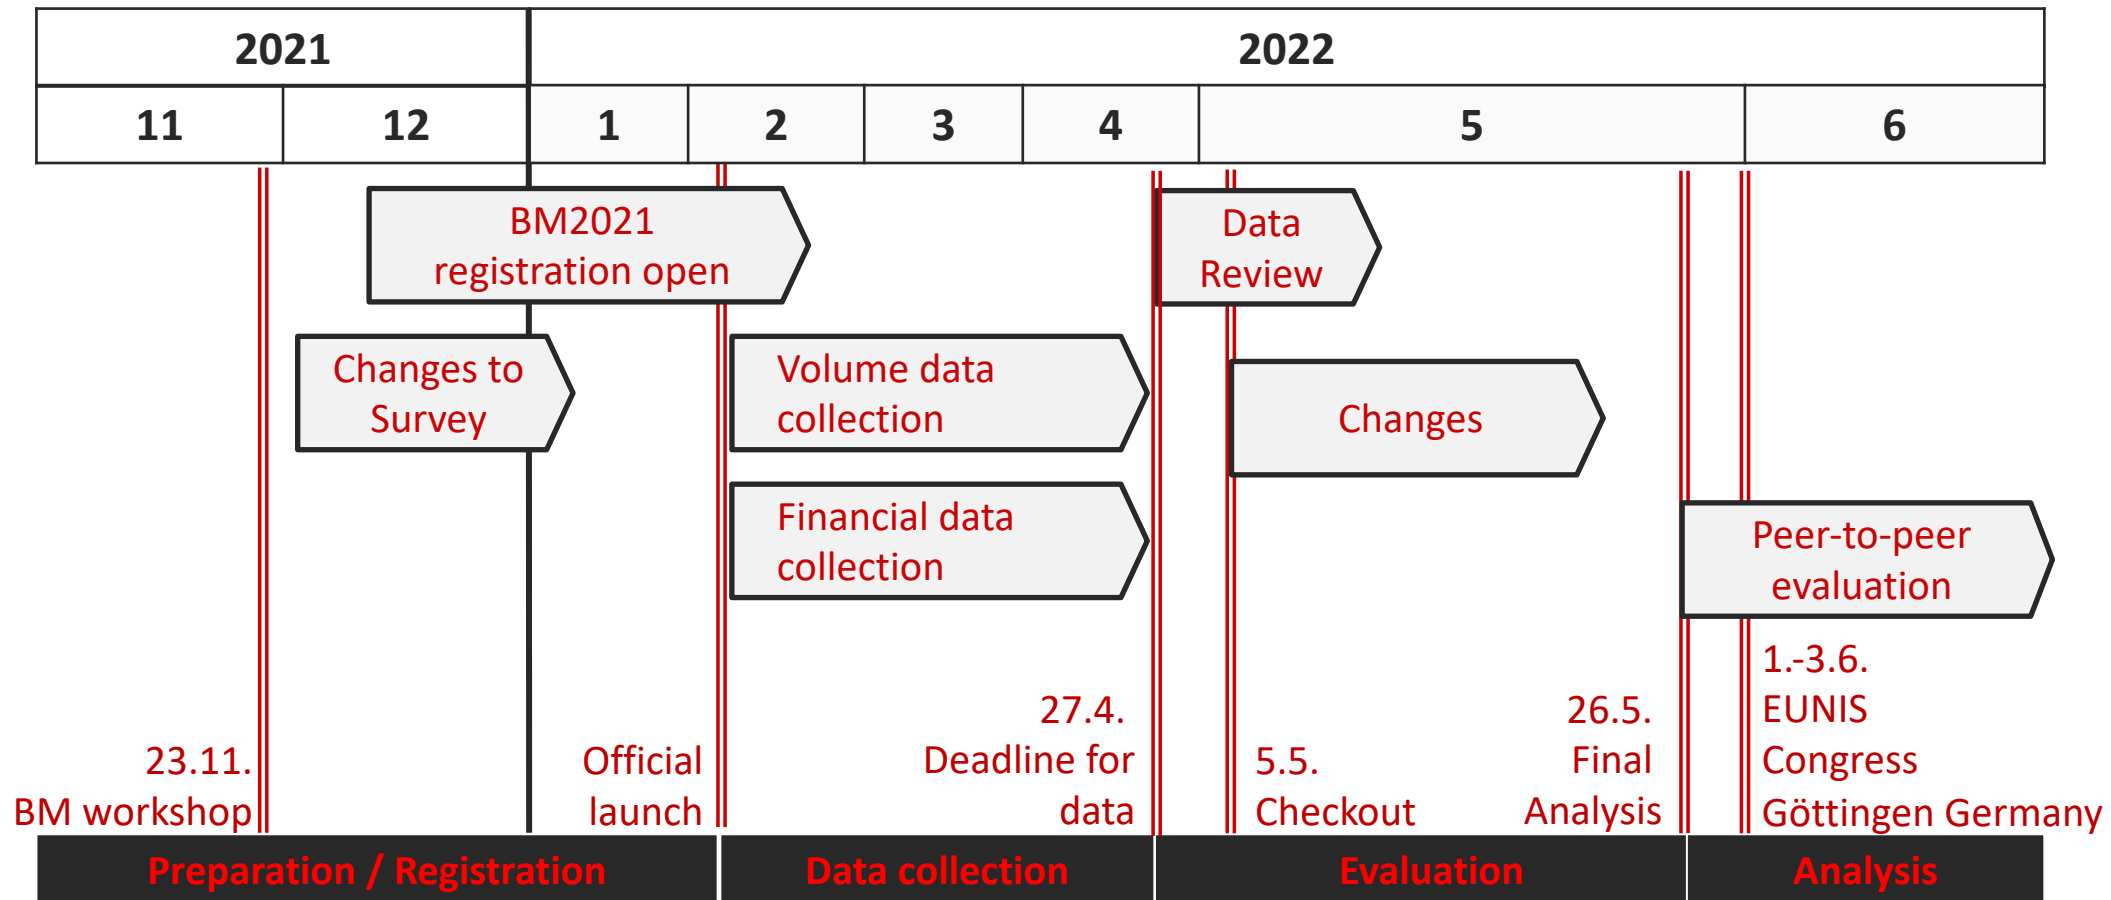 2021
2022
11
12
1
2
3
4
5
6
BM2021
registration open
Data
Review
Changes to
Survey
Volume data
collection
Changes
Financial data
collection
Peer-to-peer
evaluation
23.11.
BM workshop
Official
launch
27.4.
Deadline for
data
5.5.
Checkout
26.5.
Final
Analysis
1.-3.6.
EUNIS
Congress
Göttingen Germany
Preparation / Registration
Data collection
Evaluation
Analysis